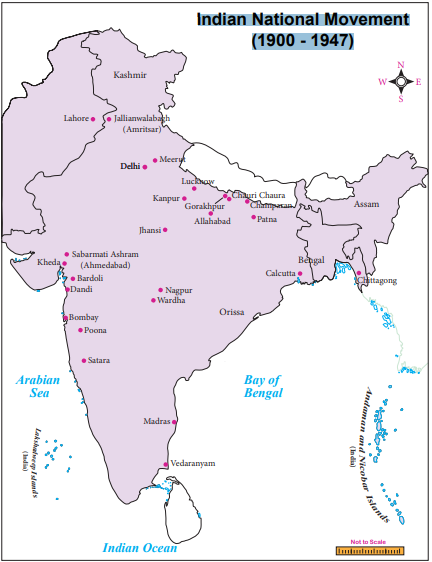 Indian National Movement
(1900 - 1947)
N
W E
S
Kashmir
Lahore
Jallianwalabagh
(Amritsar)
Meerut
Delhi
Lucknow
Kanpur
Chauri Chaura
Gorakhpur
Champaran
Allahabad
Patna
Assam
Jhansi
Sabarmati Ashram
(Ahmedabad)
Kheda
Bengal
Calcutta
Chittagong
Bardoli
Dandi
Nagpur
Wardha
Orissa
Bombay
Poona
Satara
Arabian
Sea
Bay of
Bengal
Madras
Vedaranyam
Lakshadweep Islands
(India)
Andaman and Nicobar Islands
(India)
Indian Ocean
Not to Scale